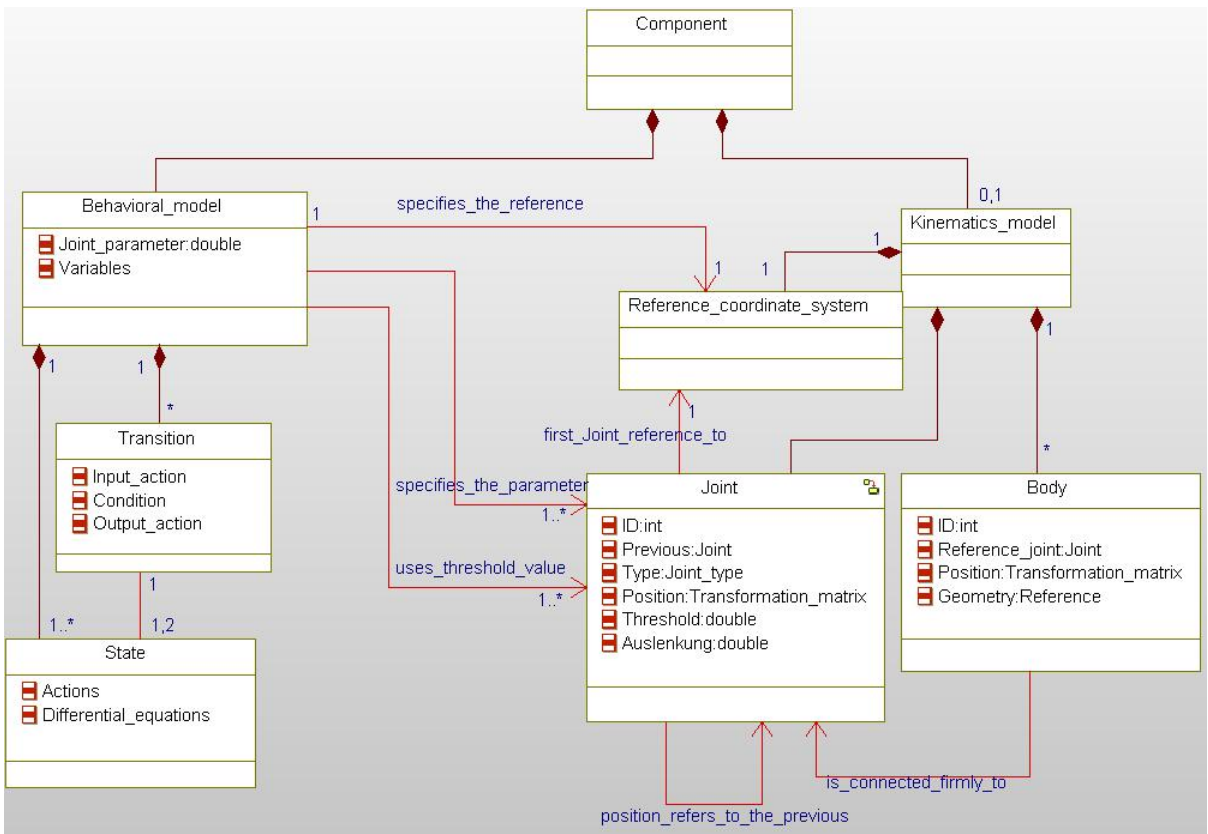 Component
0,1
Behavioral_model
Joint_parameter:double
Variables
1
specifies_the_reference
1
Kinematics_model
1
1
Reference_coordinate_system
1
1
1
*
Transition
Input_action
Condition
Output_action
1
first_Joint_reference_to
*
specifies_the_parameter
1..*
uses_threshold_value
1..*
Joint
ID:int
Previous:Joint
Type:Joint_type
Position:Transformation_matrix
Threshold:double
Auslenkung:double
Body
ID:int
Reference_joint:Joint
Position:Transformation_matrix
Geometry:Reference
1
1..*
1,2
State
Actions
Differential_equations
is_connected_firmly_to
position_refers_to_the_previous